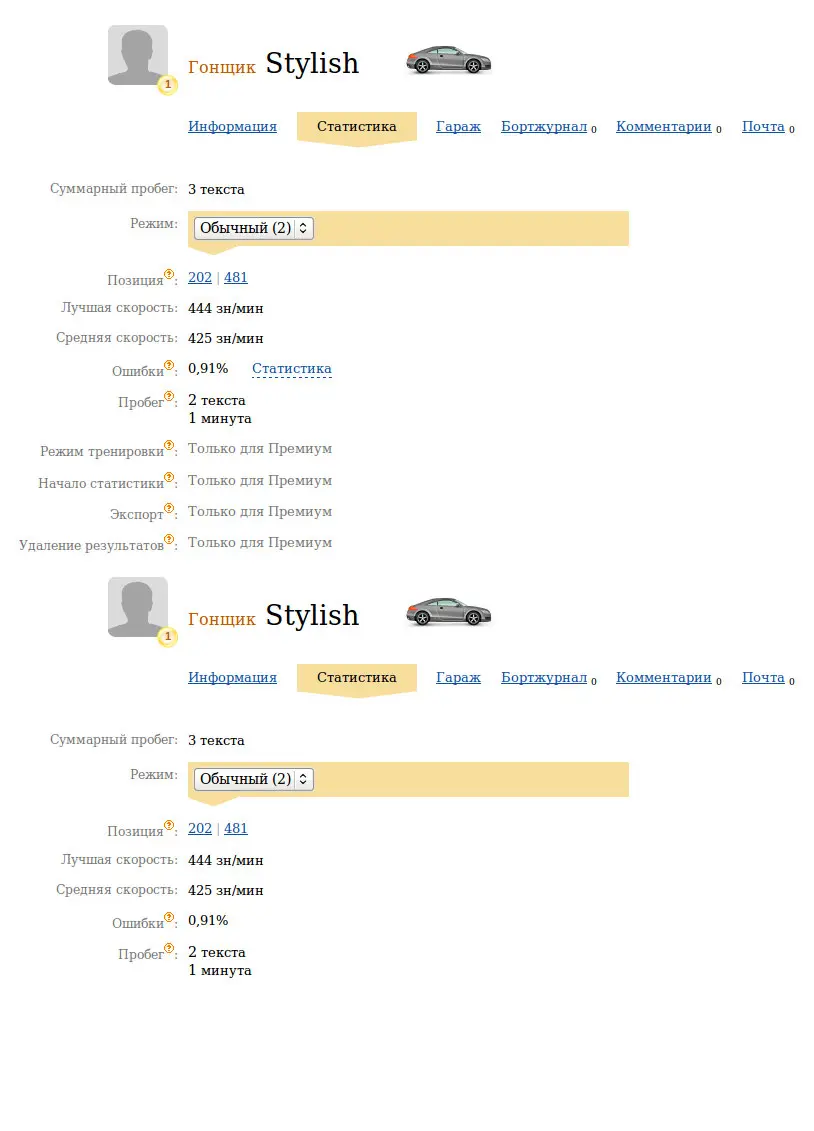 1
Гонщик Stylish
Информация Статистика Гараж Бортжурнал 0 Комментарии 0 Почта 0
Суммарный пробег: 3 текста
Режим: Обычный (2)
Позиция?: 202 | 481
Лучшая скорость: 444 зн/мин
Средняя скорость: 425 зн/мин
Ошибки?: 0,91% Статистика
Пробег?: 2 текста
1 минута
Режим тренировки?: Только для Премиум
Начало статистики?: Только для Премиум
Экспорт?: Только для Премиум
Удаление результатов?: Только для Премиум
1
Гонщик Stylish
Информация Статистика Гараж Бортжурнал 0 Комментарии 0 Почта 0
Суммарный пробег: 3 текста
Режим: Обычный (2)
Позиция?: 202 | 481
Лучшая скорость: 444 зн/мин
Средняя скорость: 425 зн/мин
Ошибки?: 0,91%
Пробег?: 2 текста
1 минута